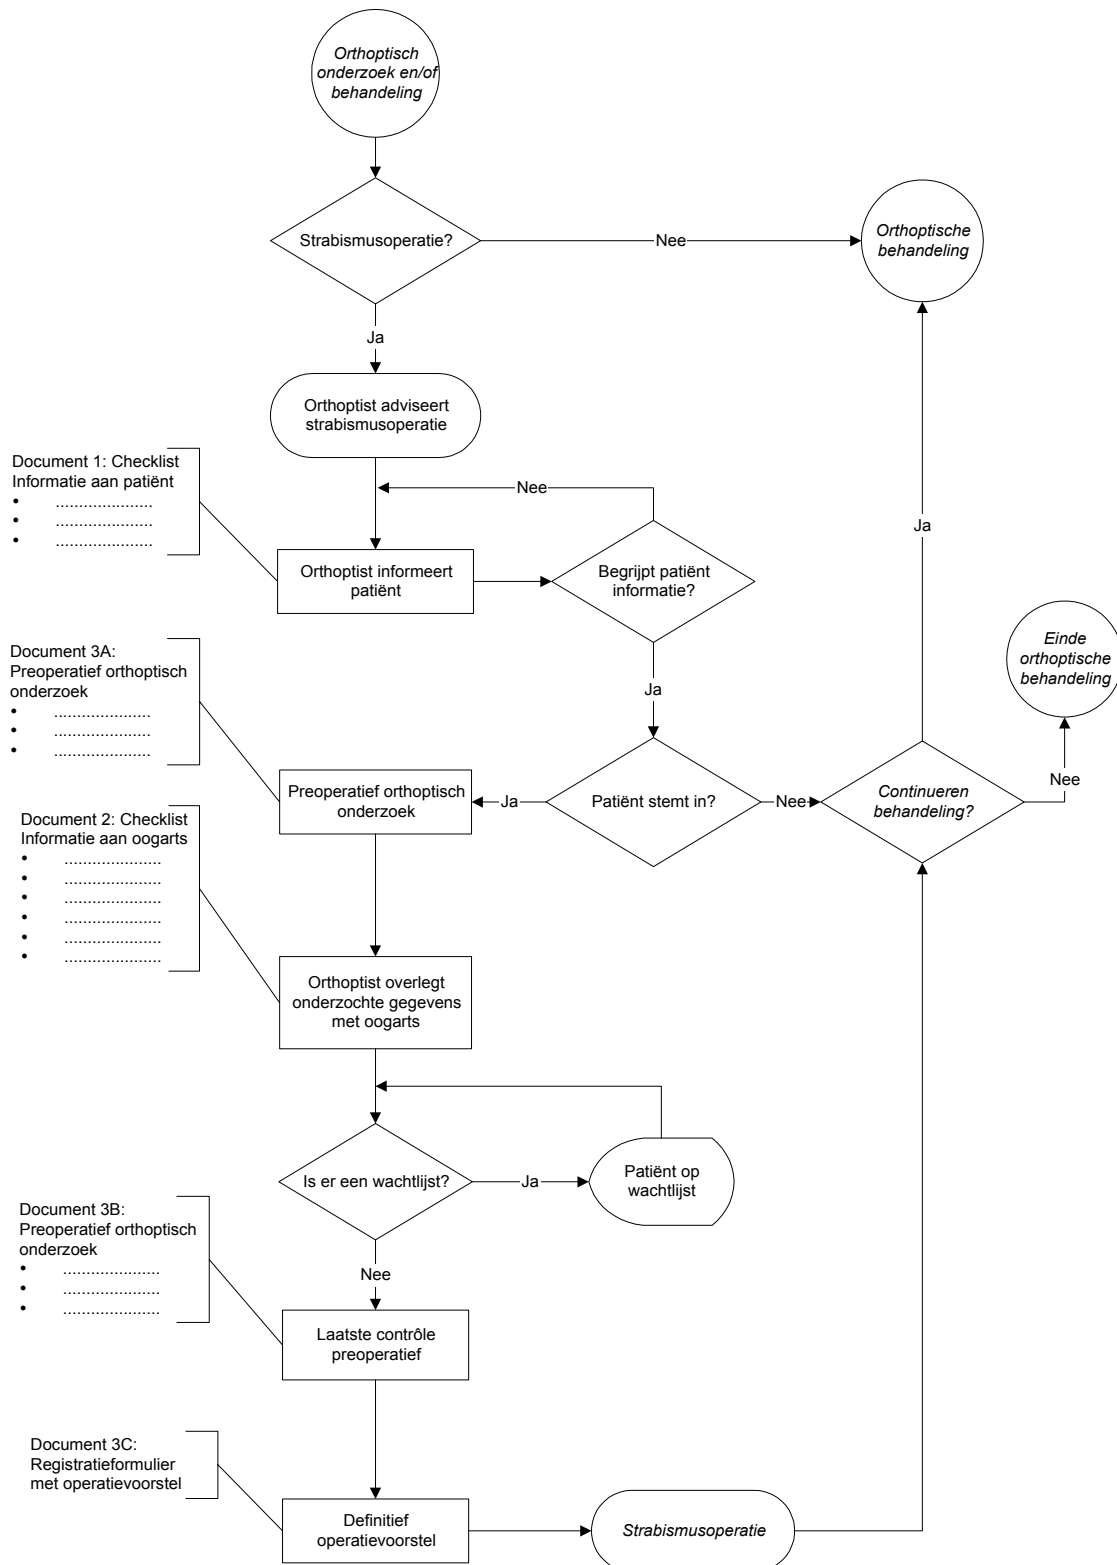 Orthoptisch
onderzoek en/of
behandeling
Strabismusoperatie?
Nee
Orthoptische
behandeling
Ja
Orthoptist adviseert
strabismusoperatie
Document 1: Checklist
Informatie aan patiënt
• .....................
• .....................
• .....................
Nee
Orthoptist informeert
patiënt
Begrijpt patiënt
informatie?
Ja
Einde
orthoptische
behandeling
Document 3A:
Preoperatief orthoptisch
onderzoek
• .....................
• .....................
• .....................
Ja
Preoperatief orthoptisch
onderzoek
Ja
Patiënt stemt in?
Nee
Continueren
behandeling?
Nee
Document 2: Checklist
Informatie aan oogarts
• .....................
• .....................
• .....................
• .....................
• .....................
• .....................
Orthoptist overlegt
onderzochte gegevens
met oogarts
Is er een wachtlijst?
Ja
Patiënt op
wachtlijst
Document 3B:
Preoperatief orthoptisch
onderzoek
• .....................
• .....................
• .....................
Nee
Laatste contrôle
preoperatief
Document 3C:
Registratieformulier
met operatievoorstel
Definitief
operatievoorstel
Strabismusoperatie